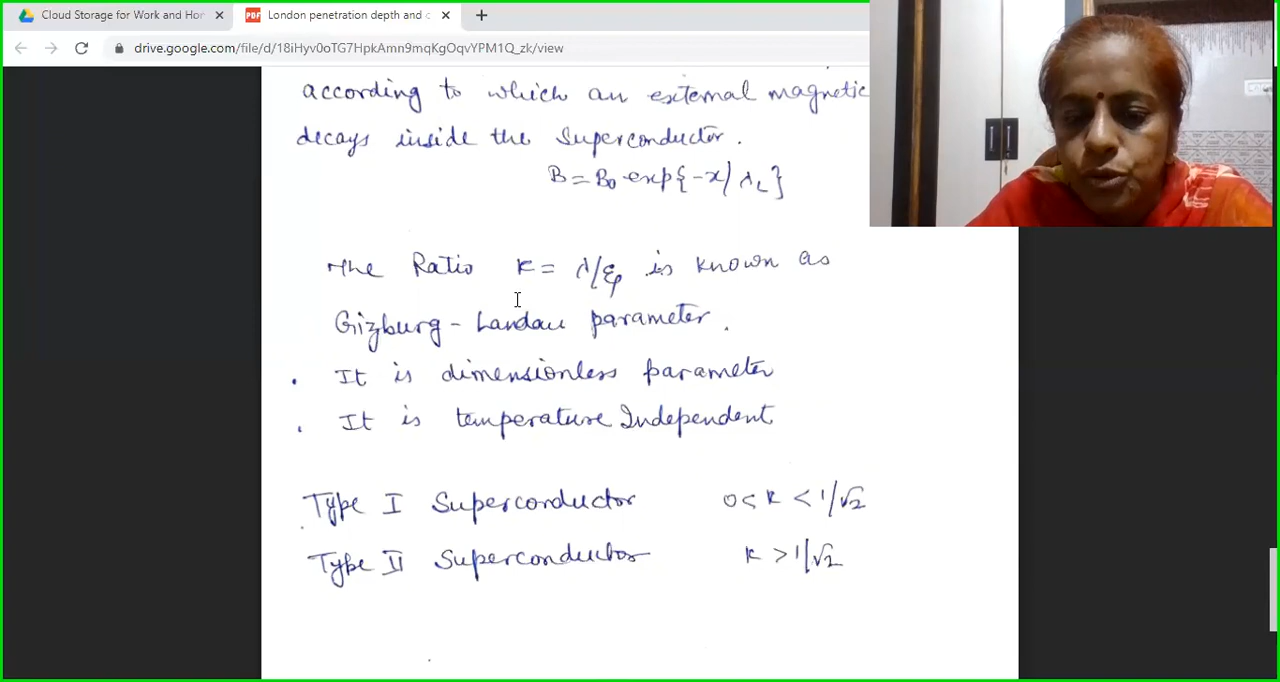 Cloud Storage for Work and Hor
PDF London penetration depth and c
drive.google.com/file/d/18iHyv0oTG7HpkAmn9mqKgOqvYPM1Q_zk/view
according to which an external magnetic
decays inside the Superconductor.
B = B0 exp{-x/λL}
The Ratio κ = λ/ξ is known as
Gizburg - Landau parameter.
. It is dimensionless parameter
. It is temperature Independent
Type I Superconductor 0 < κ < 1/√2
Type II Superconductor κ > 1/√2